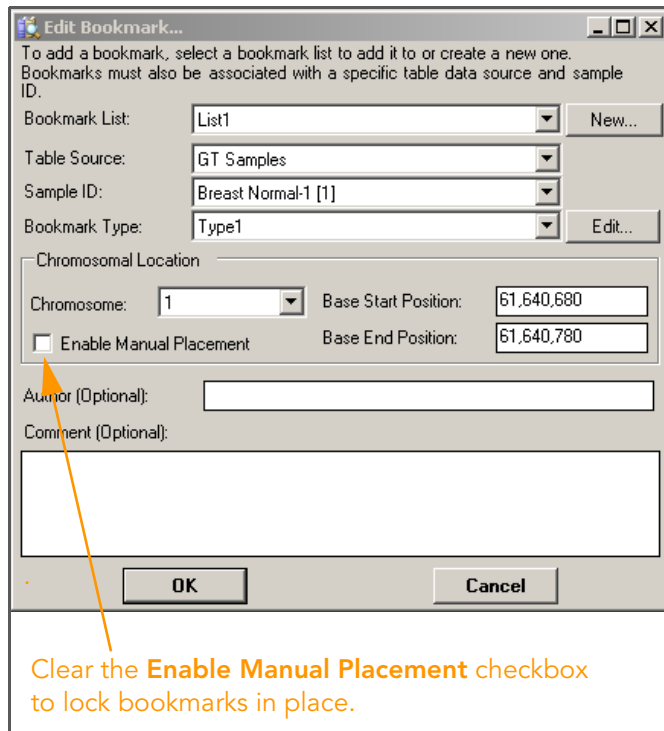 Edit Bookmark...
To add a bookmark, select a bookmark list to add it to or create a new one.
Bookmarks must also be associated with a specific table data source and sample
ID.
Bookmark List: List1 New...
Table Source: GT Samples
Sample ID: Breast Normal-1 [1]
Bookmark Type: Type1 Edit...
Chromosomal Location
Chromosome: 1 Base Start Position: 61,640,680
Enable Manual Placement Base End Position: 61,640,780
Author (Optional):
Comment (Optional):
OK Cancel
Clear the Enable Manual Placement checkbox
to lock bookmarks in place.